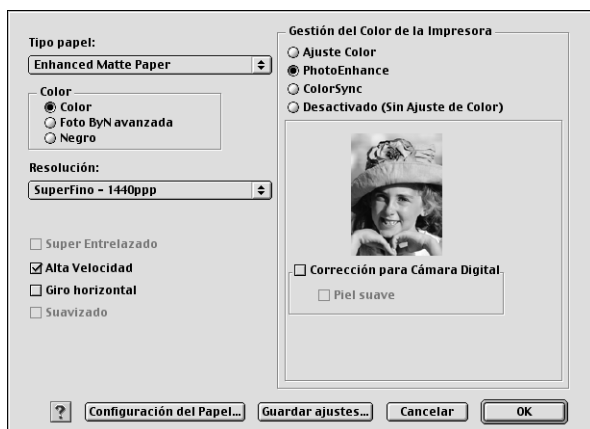 Tipo papel:
Enhanced Matte Paper
Color
Color
Foto ByN avanzada
Negro
Resolución:
SuperFino - 1440ppp
Super Entrelazado
Alta Velocidad
Giro horizontal
Suavizado
Gestión del Color de la Impresora
Ajuste Color
PhotoEnhance
ColorSync
Desactivado (Sin Ajuste de Color)
Corrección para Cámara Digital
Piel suave
?
Configuración del Papel...
Guardar ajustes...
Cancelar
OK